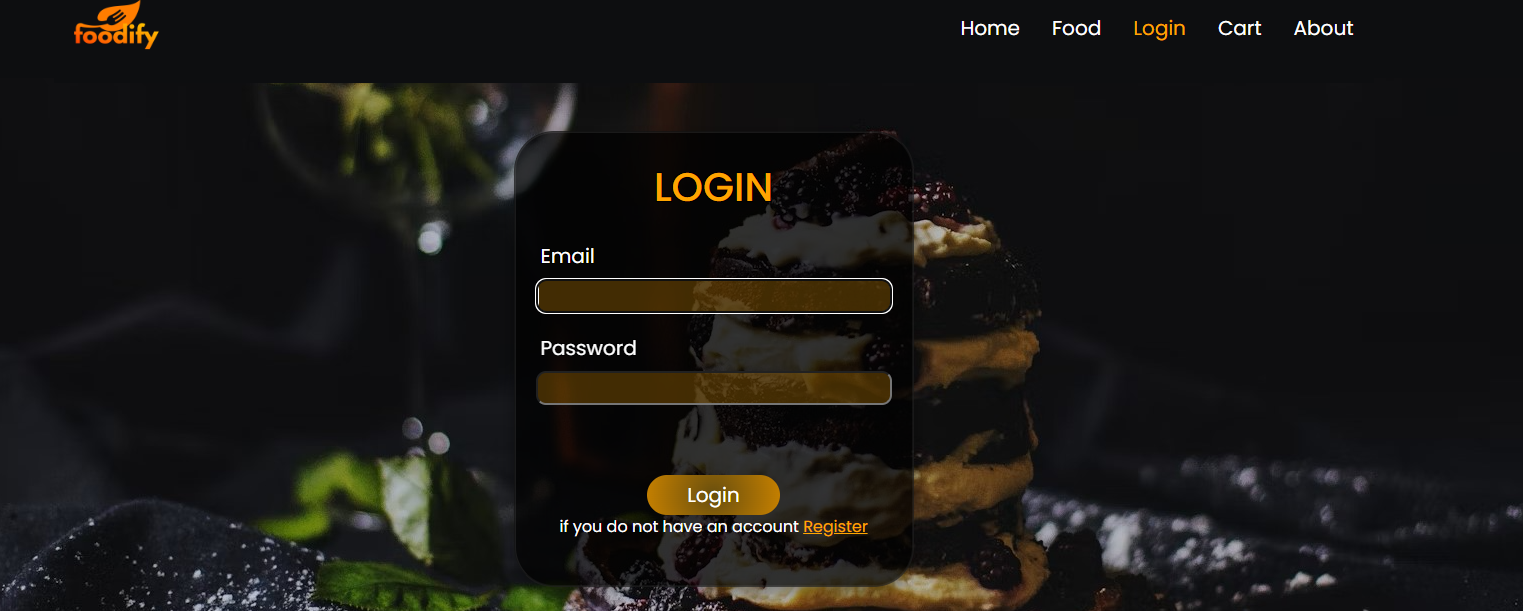 foodify
Home Food Login Cart About
LOGIN
Email
Password
Login
if you do not have an account Register